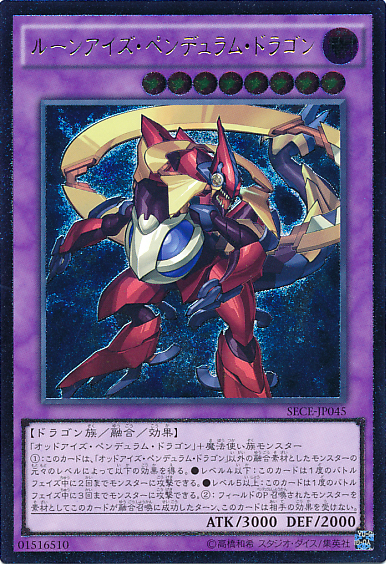 ルーンアイズ・ペンデュラム・ドラゴン
SECE-JP045
【ドラゴン族／融合／効果】
「オッドアイズ・ペンデュラム・ドラゴン」＋魔法使い族モンスター
①：このカードは、「オッドアイズ・ペンデュラム・ドラゴン」以外の融合素材としたモンスターの
元々のレベルによって以下の効果を得る。●レベル４以下：このカードは１度のバトル
フェイズ中に２回までモンスターに攻撃できる。●レベル５以上：このカードは１度のバトル
フェイズ中に３回までモンスターに攻撃できる。②：フィールドのP召喚されたモンスターを
素材としてこのカードが融合召喚に成功したターン、このカードは相手の効果を受けない。
ATK/3000 DEF/2000
01516510 ©高橋和希 スタジオ・ダイス/集英社